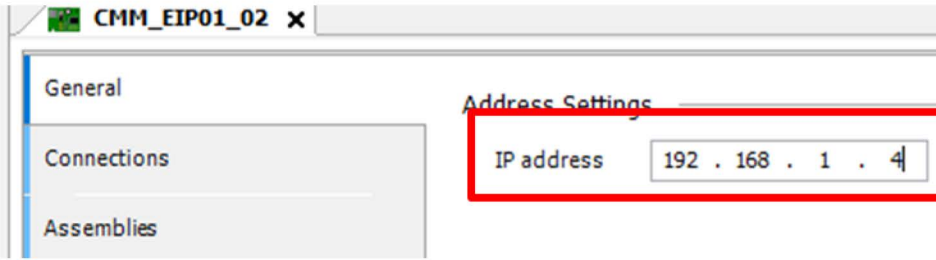 CMM_EIP01_02 x
General
Address Settings
Connections
IP address 192 . 168 . 1 . 4
Assemblies